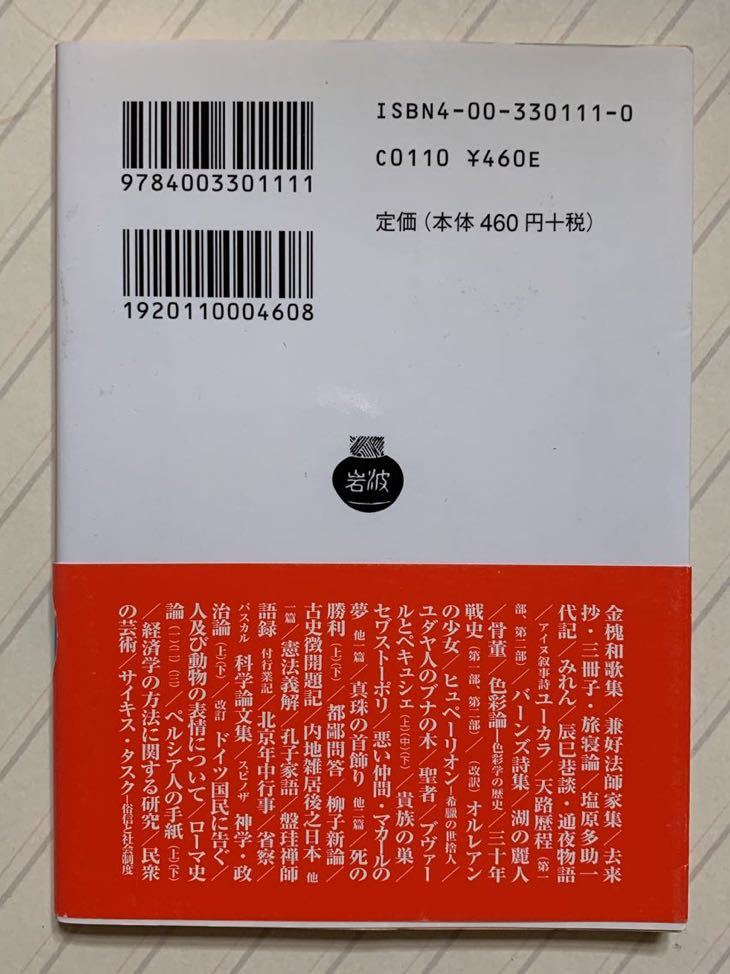 ISBN4-00-330111-0
C0110 ¥460E
定価(本体460円+税)
9784003301111
1920110004608
岩波
金槐和歌集/兼好法師家集/去来
抄・三冊子・旅寝論/塩原多助一
代記/みれん/辰巳巷談・通夜物語
/アイヌ叙事詩ユーカラ/天路歴程(第一
部、第二部)/バーンズ詩集/湖の麗人
/骨董/色彩論―色彩学の歴史/三十年
戦史(第一部、第二部)/(改訳)オルレアン
の少女/ヒュペーリオン―希臘の世捨人/
ユダヤ人のブナの木/聖者/ブヴァー
ルとペキュシェ(上)(中)(下)/貴族の巣/
セヴストーポリ/悪い仲間・マカールの
夢 他一篇/真珠の首飾り 他二篇/死の
勝利(上)(下)/都鄙問答/柳子新論/
古史徴開題記/内地雑居後之日本 他
一篇/憲法義解/孔子家語/盤珪禅師
語録 付行業記/北京年中行事/省察/
パスカル 科学論文集/スピノザ 神学・政
治論(上)(下)/改訂 ドイツ国民に告ぐ/
人及び動物の表情について/ローマ史
論(一)(二)(三)/ペルシア人の手紙(上)(下)
/経済学の方法に関する研究/民衆
の芸術/サイキス・タスク―俗信と社会制度